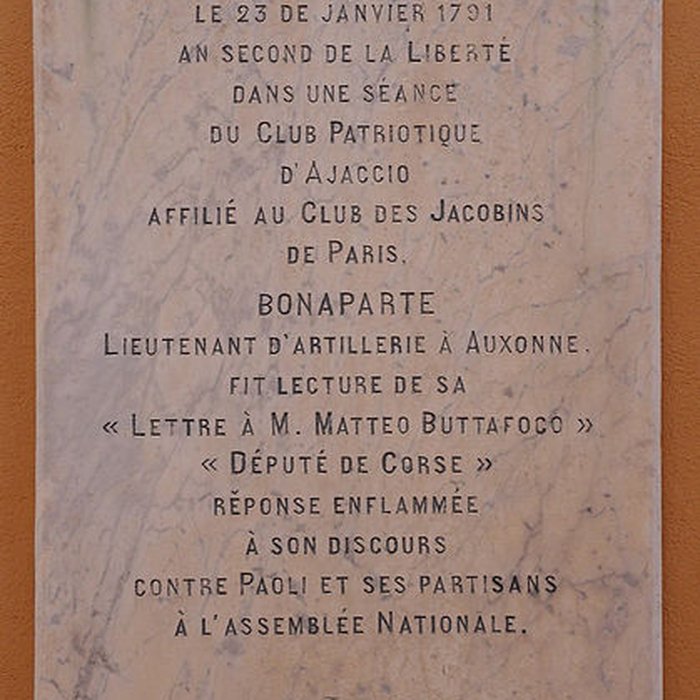 LE 23 DE JANVIER 1791
AN SECOND DE LA LIBERTÉ
DANS UNE SÉANCE
DU CLUB PATRIOTIQUE
D'AJACCIO
AFFILIÉ AU CLUB DES JACOBINS
DE PARIS.
BONAPARTE
LIEUTENANT D'ARTILLERIE À AUXONNE.
FIT LECTURE DE SA
« LETTRE À M. MATTEO BUTTAFOCO »
« DÉPUTÉ DE CORSE »
RÉPONSE ENFLAMMÉE
À SON DISCOURS
CONTRE PAOLI ET SES PARTISANS
À L'ASSEMBLÉE NATIONALE.